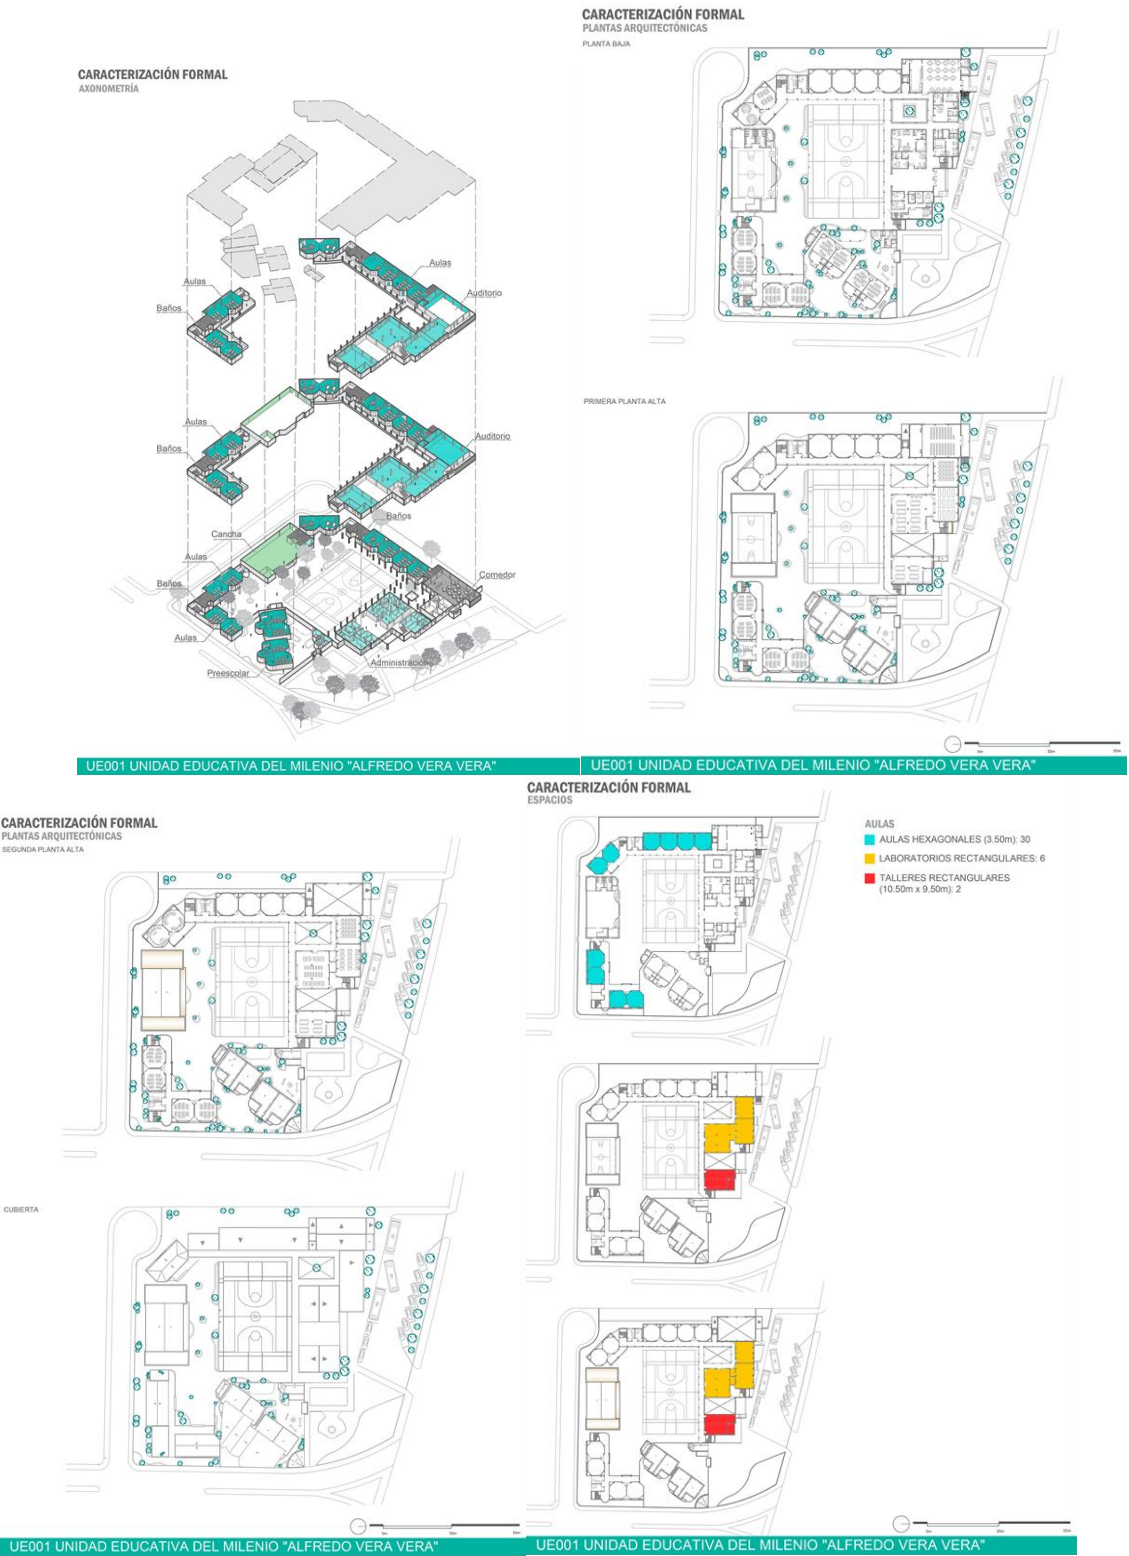 CARACTERIZACIÓN FORMAL
AXONOMETRÍA
Aulas
Auditorio
Aulas
Baños
Aulas
Auditorio
Baños
Baños
Cancha
Aulas
Comedor
Baños
Aulas
Administración
Preescolar
UE001 UNIDAD EDUCATIVA DEL MILENIO "ALFREDO VERA VERA"
CARACTERIZACIÓN FORMAL
PLANTAS ARQUITECTÓNICAS
PLANTA BAJA
PRIMERA PLANTA ALTA
UE001 UNIDAD EDUCATIVA DEL MILENIO "ALFREDO VERA VERA"
CARACTERIZACIÓN FORMAL
PLANTAS ARQUITECTÓNICAS
SEGUNDA PLANTA ALTA
CUBIERTA
UE001 UNIDAD EDUCATIVA DEL MILENIO "ALFREDO VERA VERA"
CARACTERIZACIÓN FORMAL
ESPACIOS
AULAS
AULAS HEXAGONALES (3.50m): 30
LABORATORIOS RECTANGULARES: 6
TALLERES RECTANGULARES
(10.50m x 9.50m): 2
UE001 UNIDAD EDUCATIVA DEL MILENIO "ALFREDO VERA VERA"